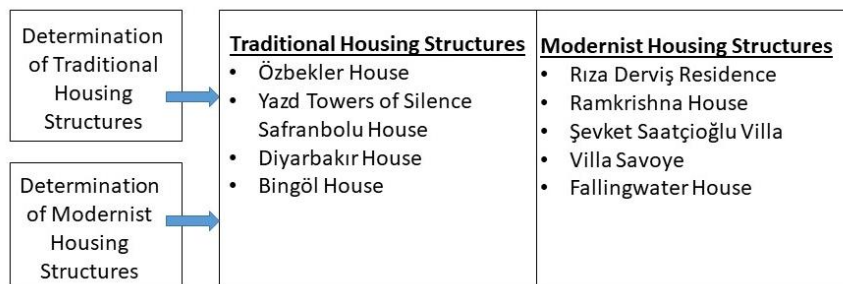 Determination
of Traditional
Housing
Structures
Determination
of Modernist
Housing
Structures
Traditional Housing Structures
• Özbekler House
• Yazd Towers of Silence
Safranbolu House
• Diyarbakır House
• Bingöl House
Modernist Housing Structures
• Rıza Derviş Residence
• Ramkrishna House
• Şevket Saatçioğlu Villa
• Villa Savoye
• Fallingwater House